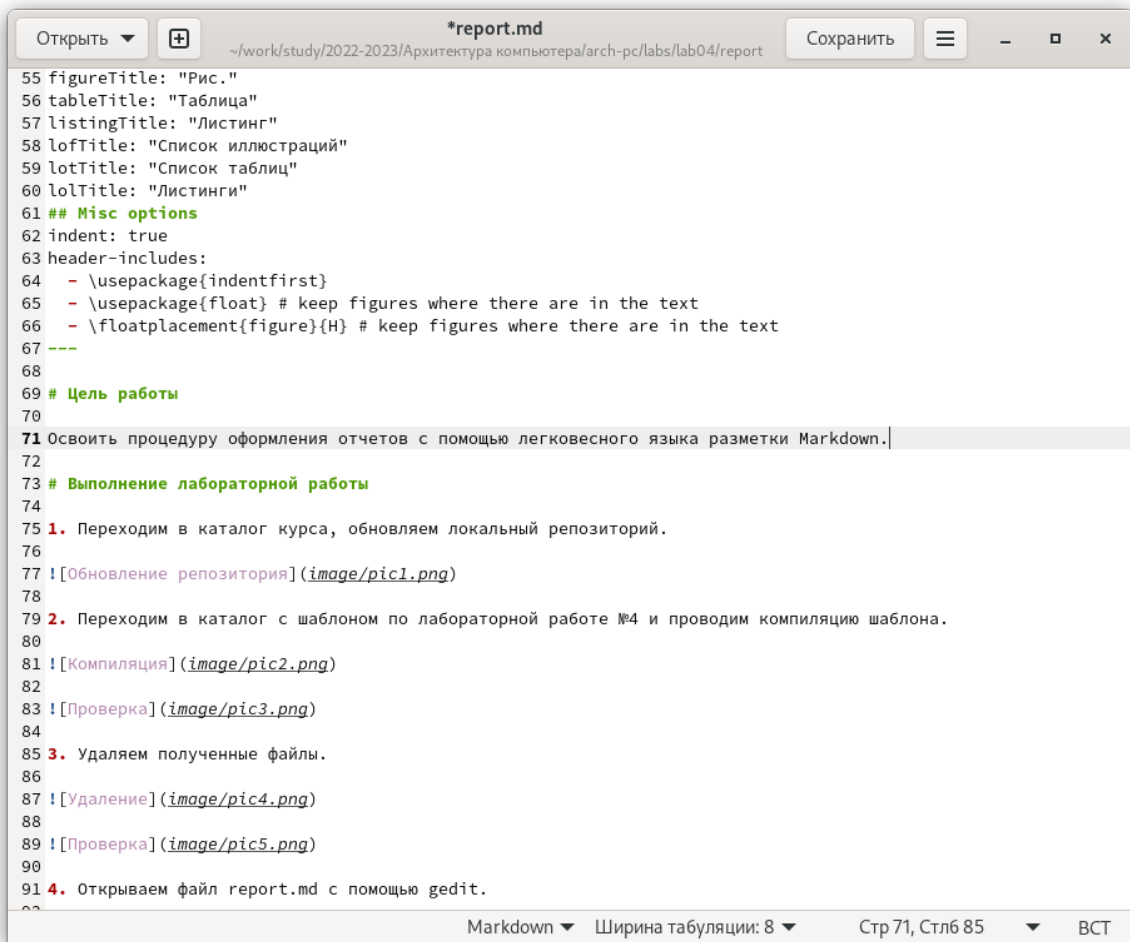 Открыть
*report.md
~/work/study/2022-2023/Архитектура компьютера/arch-pc/labs/lab04/report
Сохранить
55 figureTitle: "Рис."
56 tableTitle: "Таблица"
57 listingTitle: "Листинг"
58 lofTitle: "Список иллюстраций"
59 lotTitle: "Список таблиц"
60 lolTitle: "Листинги"
61 ## Misc options
62 indent: true
63 header-includes:
64   - \usepackage{indentfirst}
65   - \usepackage{float} # keep figures where there are in the text
66   - \floatplacement{figure}{H} # keep figures where there are in the text
67 ---
68
69 # Цель работы
70
71 Освоить процедуру оформления отчетов с помощью легковесного языка разметки Markdown.
72
73 # Выполнение лабораторной работы
74
75 1. Переходим в каталог курса, обновляем локальный репозиторий.
76
77 ![Обновление репозитория](image/pic1.png)
78
79 2. Переходим в каталог с шаблоном по лабораторной работе №4 и проводим компиляцию шаблона.
80
81 ![Компиляция](image/pic2.png)
82
83 ![Проверка](image/pic3.png)
84
85 3. Удаляем полученные файлы.
86
87 ![Удаление](image/pic4.png)
88
89 ![Проверка](image/pic5.png)
90
91 4. Открываем файл report.md с помощью gedit.
Markdown Ширина табуляции: 8 Стр 71, Стлб 85 ВСТ